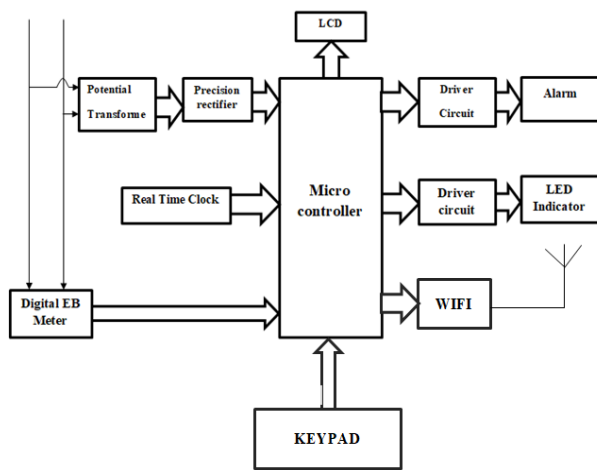 LCD
Potential
Transforme
Precision
rectifier
Driver
Circuit
Alarm
Micro
controller
Real Time Clock
Driver
circuit
LED
Indicator
Digital EB
Meter
WIFI
KEYPAD